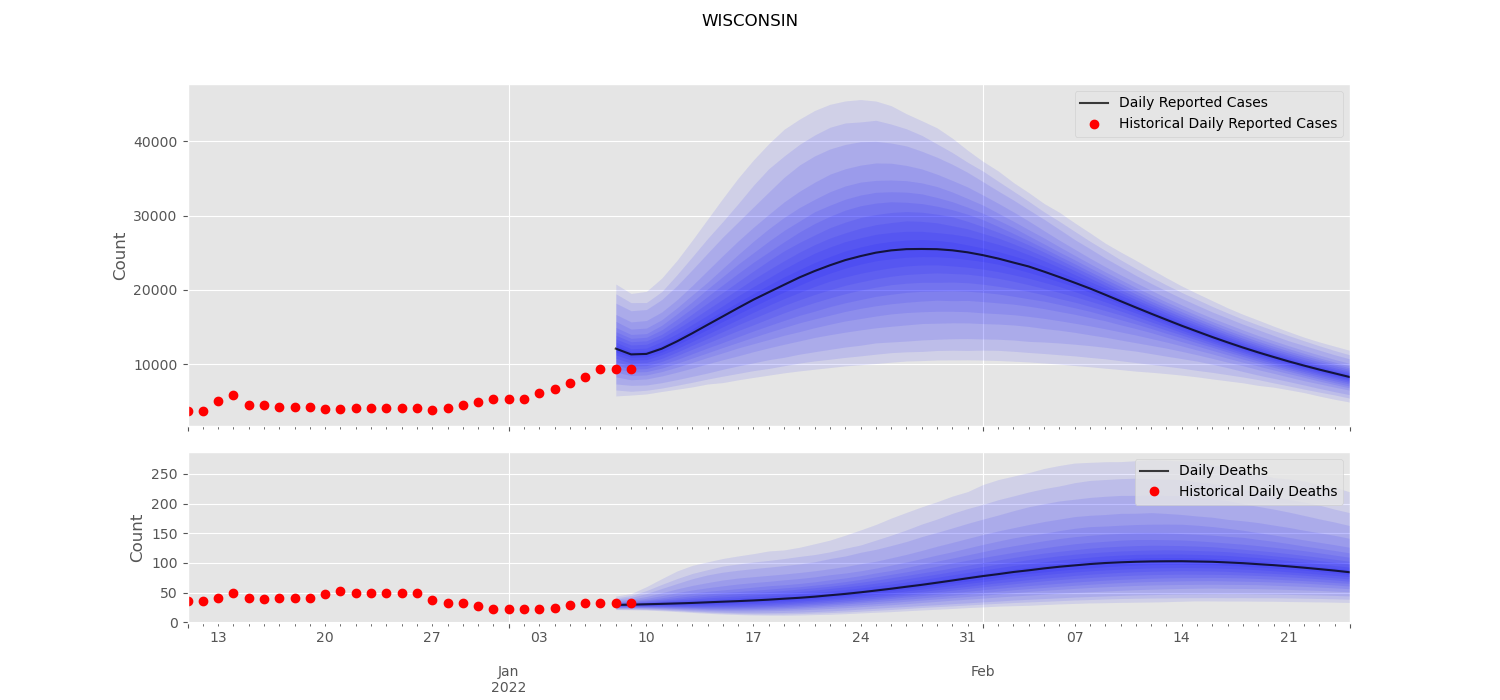 WISCONSIN
Daily Reported Cases
Historical Daily Reported Cases
40000
30000
20000
10000
Count
Daily Deaths
Historical Daily Deaths
250
200
150
100
50
0
Count
13 20 27 03 10 17 24 31 07 14 21
Jan Feb
2022